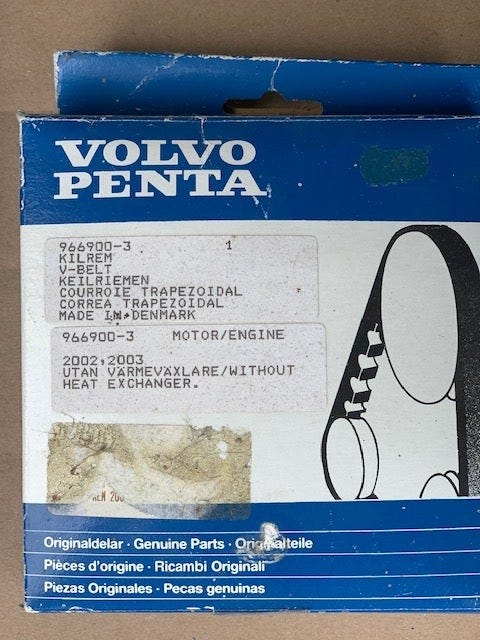 VOLVO
PENTA
966900-3 1
KILREM
V-BELT
KEILRIEMEN
COURROIE TRAPEZOIDAL
CORREA TRAPEZOIDAL
MADE IN DENMARK
966900-3 MOTOR/ENGINE
2002,2003
UTAN VÄRMEVÄXLARE/WITHOUT
HEAT EXCHANGER.
Originaldelar · Genuine Parts · Originalteile
Pièces d'origine · Ricambi Originali
Piezas Originales · Pecas genuinas